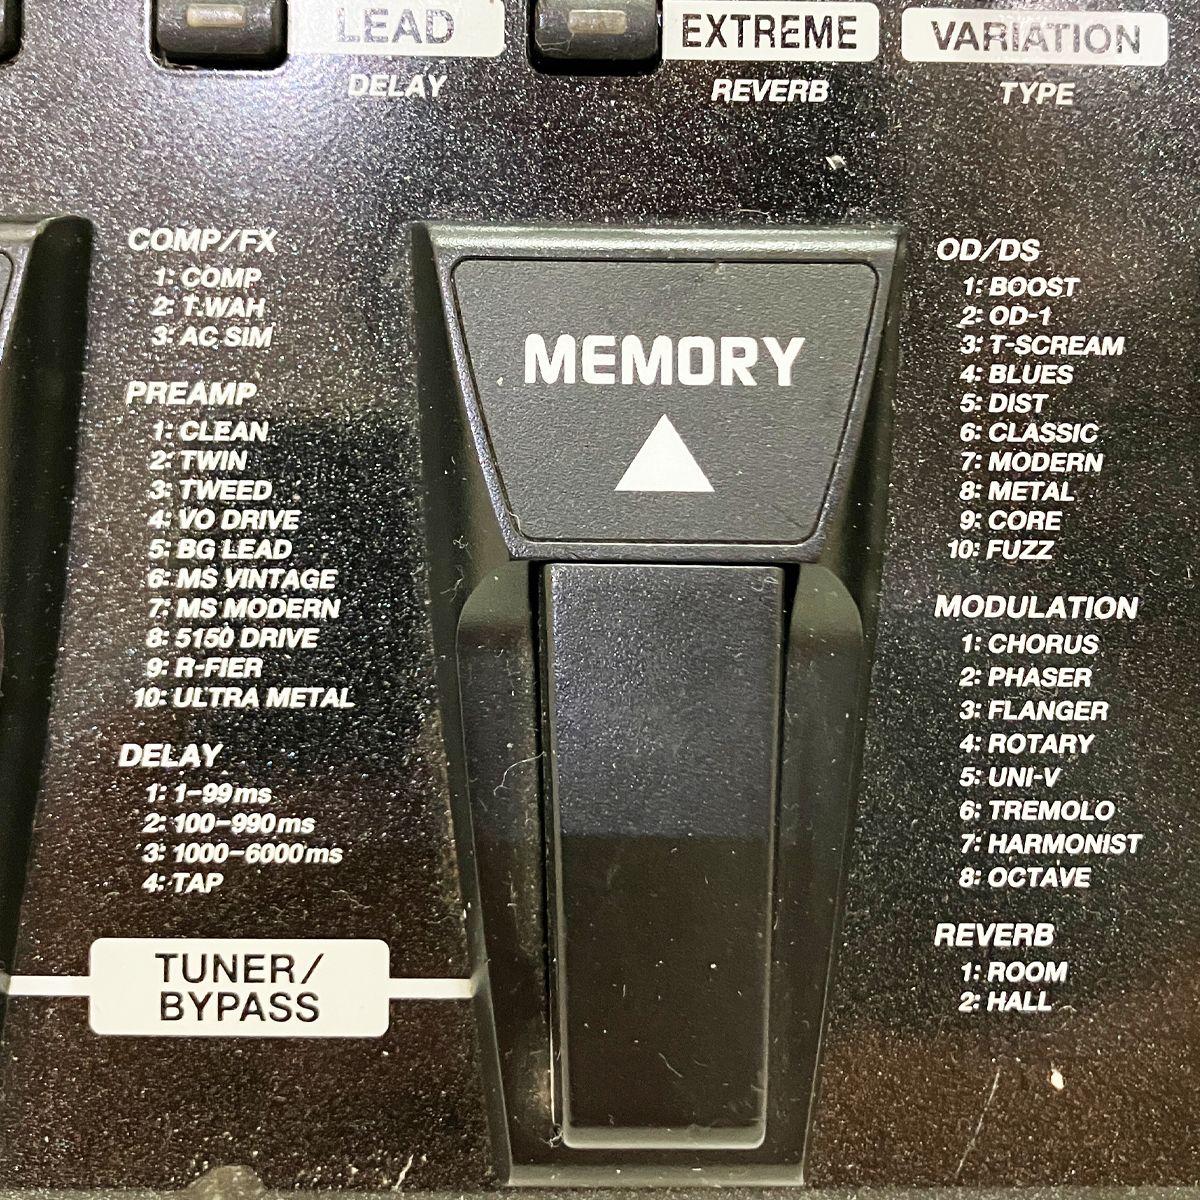 LEAD
EXTREME
VARIATION
DELAY
REVERB
TYPE
COMP/FX
1: COMP
2: T.WAH
3: AC SIM
PREAMP
1: CLEAN
2: TWIN
3: TWEED
4: VO DRIVE
5: BG LEAD
6: MS VINTAGE
7: MS MODERN
8: 5150 DRIVE
9: R-FIER
10: ULTRA METAL
DELAY
1: 1-99ms
2: 100-990ms
3: 1000-6000ms
4: TAP
TUNER/
BYPASS
MEMORY
OD/DS
1: BOOST
2: OD-1
3: T-SCREAM
4: BLUES
5: DIST
6: CLASSIC
7: MODERN
8: METAL
9: CORE
10: FUZZ
MODULATION
1: CHORUS
2: PHASER
3: FLANGER
4: ROTARY
5: UNI-V
6: TREMOLO
7: HARMONIST
8: OCTAVE
REVERB
1: ROOM
2: HALL